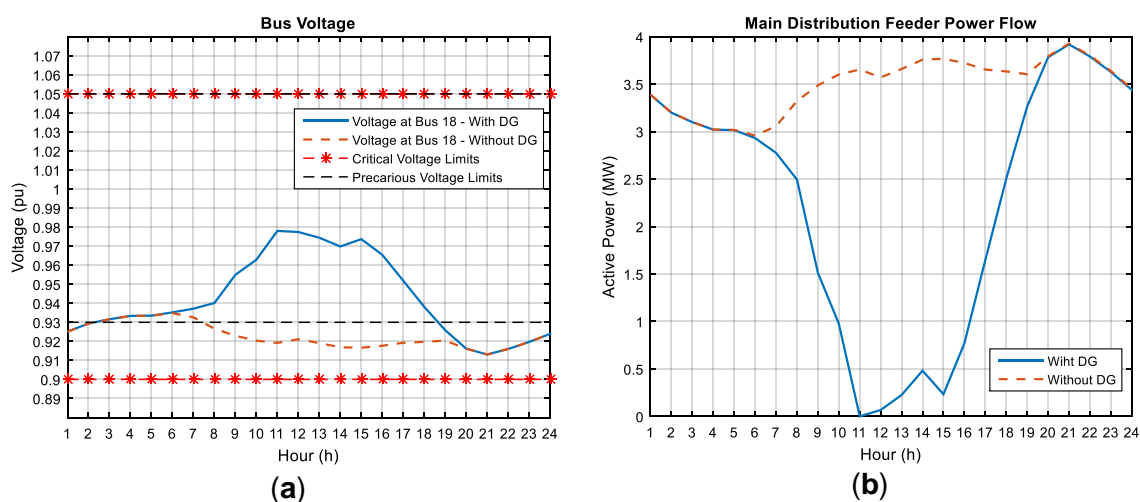 Bus Voltage
1.07
1.06
1.05
1.04
1.03
1.02
1.01
1
0.99
0.98
0.97
0.96
0.95
0.94
0.93
0.92
0.91
0.9
0.89
Voltage (pu)
Voltage at Bus 18 - With DG
Voltage at Bus 18 - Without DG
Critical Voltage Limits
Precarious Voltage Limits
1 2 3 4 5 6 7 8 9 10 11 12 13 14 15 16 17 18 19 20 21 22 23 24
Hour (h)
(a)
Main Distribution Feeder Power Flow
4
3.5
3
2.5
2
1.5
1
0.5
0
Active Power (MW)
Wiht DG
Without DG
1 2 3 4 5 6 7 8 9 10 11 12 13 14 15 16 17 18 19 20 21 22 23 24
Hour (h)
(b)